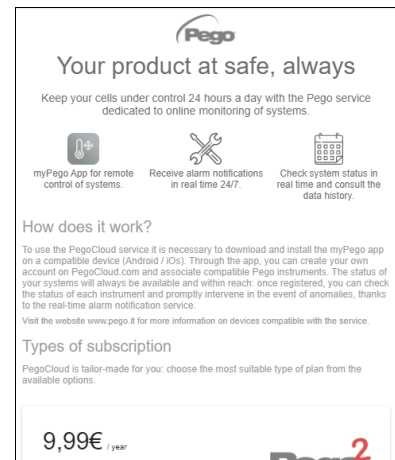 Pego
Your product at safe, always
Keep your cells under control 24 hours a day with the Pego service
dedicated to online monitoring of
systems.
myPego App for remote
control of systems.
Receive alarm notifications
in real time 24/7.
Check system status in
real time and consult the
data history.
How does it work?
To use the PegoCloud service it is necessary to download and install the myPego app
on a compatible device (Android / iOs). Through the app, you can create your own
account on PegoCloud.com and associate compatible Pego instruments. The status of
your systems will always be available and within reach: once registered, you can check
the status of each instrument and promptly intervene in the event of anomalies, thanks
to the real-time alarm notification service.
Visit the website www.pego.it for more information on devices compatible with the service.
Types of subscription
PegoCloud is tailor-made for you: choose the most suitable type of plan from the
available options.
9,99€ / year
Pego2